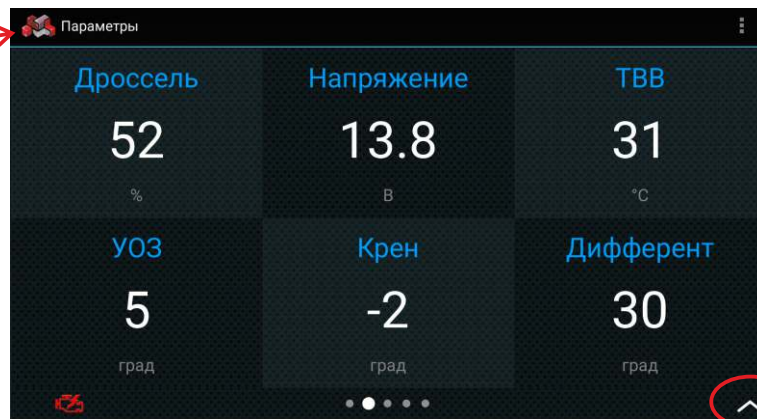 Параметры
Дроссель Напряжение ТВВ
52 13.8 31
% В °C
УОЗ Крен Дифферент
5 -2 30
град град град